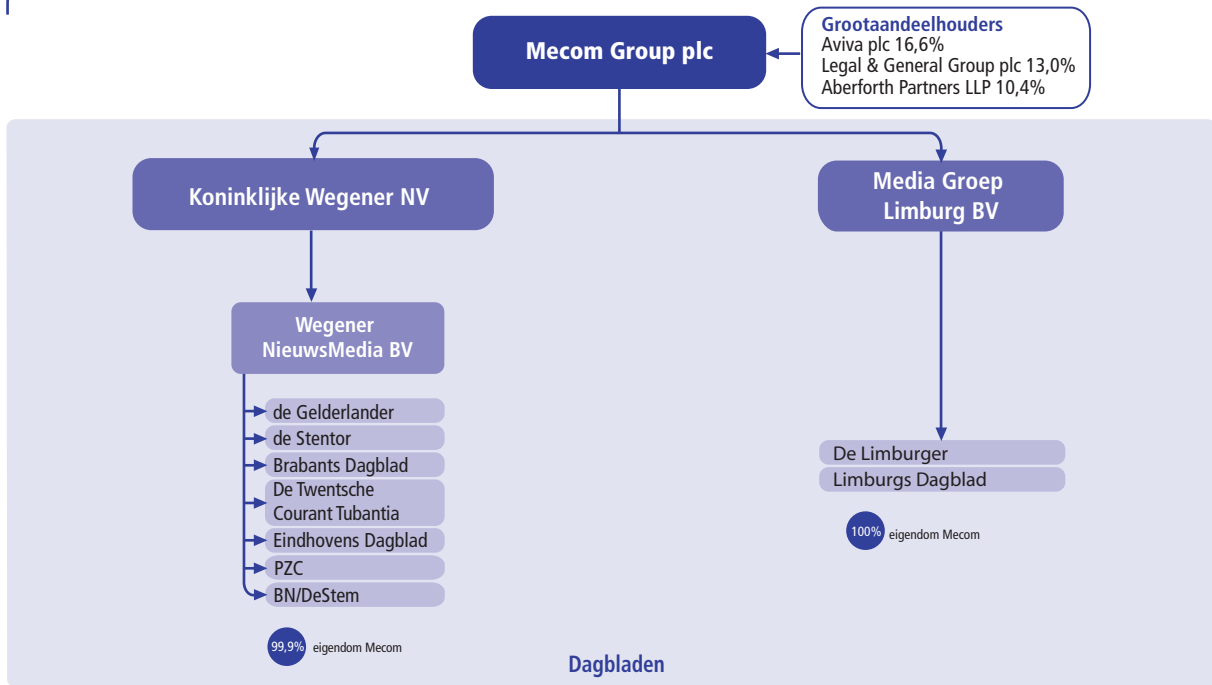 Mecom Group plc
Grootaandeelhouders
Aviva plc 16,6%
Legal & General Group plc 13,0%
Aberforth Partners LLP 10,4%
Koninklijke Wegener NV
Media Groep
Limburg BV
Wegener
NieuwsMedia BV
de Gelderlander
de Stentor
Brabants Dagblad
De Twentsche
Courant Tubantia
Eindhovens Dagblad
PZC
BN/DeStem
99,9% eigendom Mecom
De Limburger
Limburgs Dagblad
100% eigendom Mecom
Dagbladen